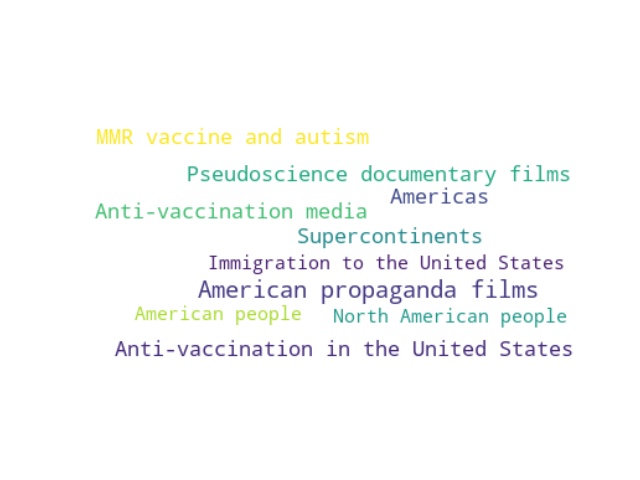 MMR vaccine and autism
Pseudoscience documentary films
Americas
Anti-vaccination media
Supercontinents
Immigration to the United States
American propaganda films
American people
North American people
Anti-vaccination in the United States